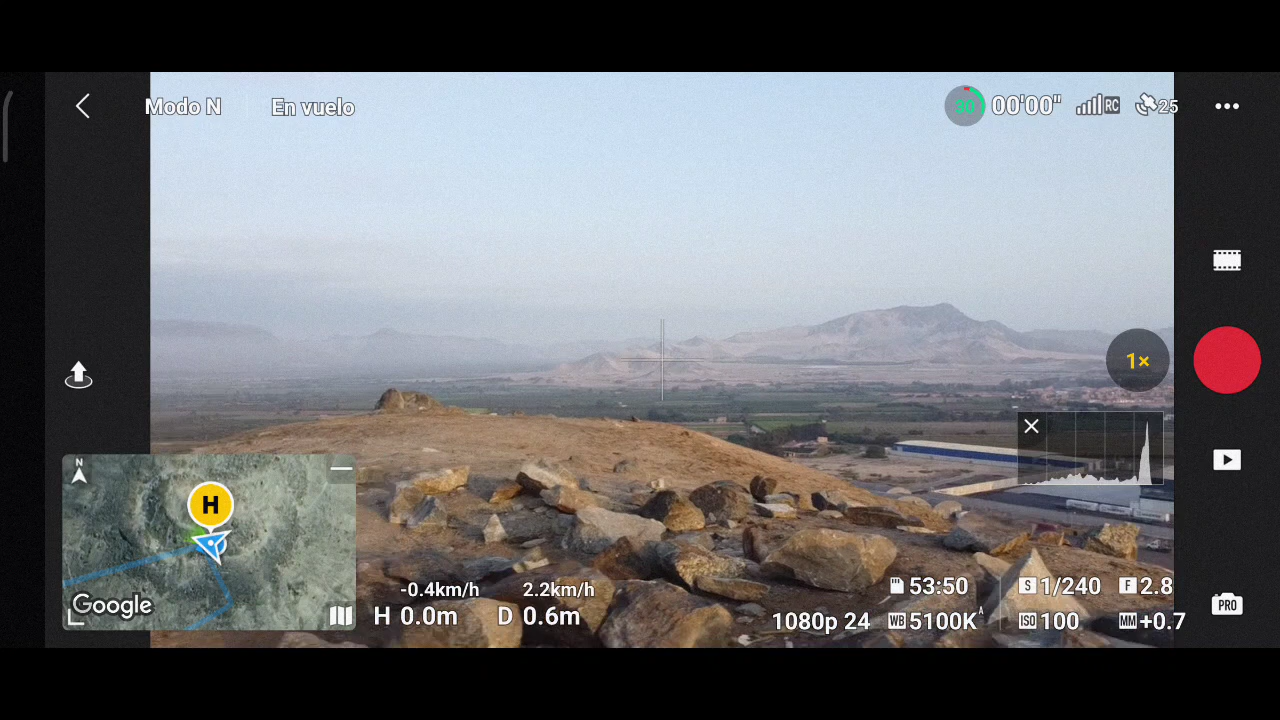 Modo N
En vuelo
30
00'00"
RC
25
1×
N
H
Google
-0.4km/h
2.2km/h
H 0.0m
D 0.6m
53:50
S 1/240
F 2.8
1080p 24
WB 5100K A
ISO 100
MM +0.7
PRO